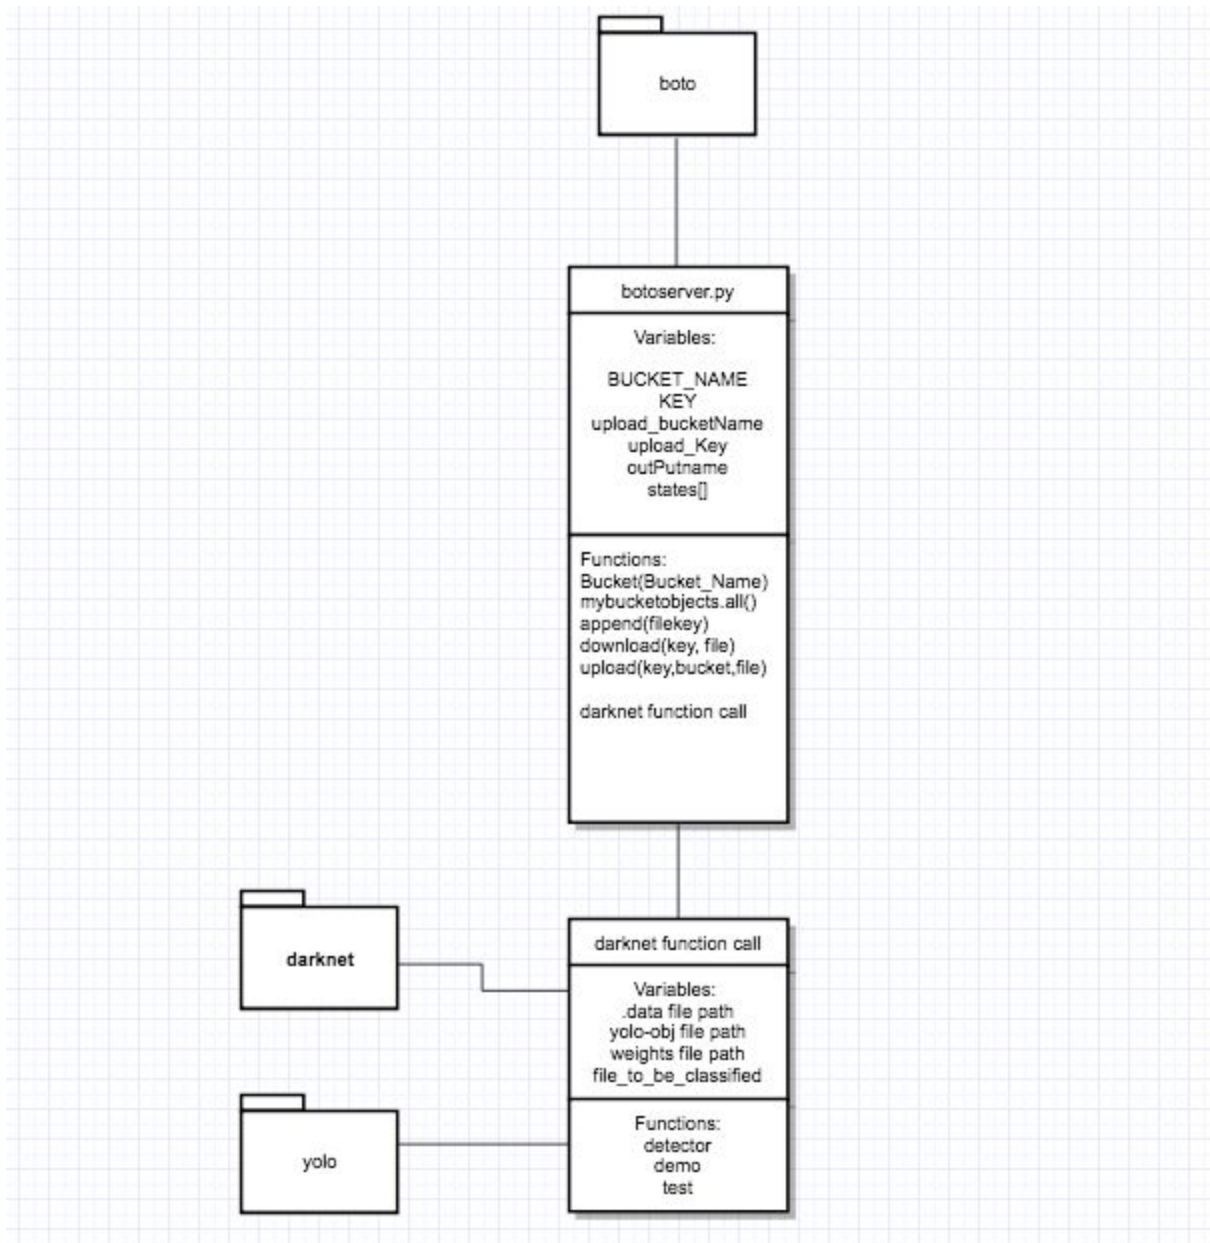 boto
botoserver.py
Variables:
BUCKET_NAME
KEY
upload_bucketName
upload_Key
outPutname
states[]
Functions:
Bucket(Bucket_Name)
mybucketobjects.all()
append(filekey)
download(key, file)
upload(key,bucket,file)
darknet function call
darknet
darknet function call
Variables:
.data file path
yolo-obj file path
weights file path
file_to_be_classified
yolo
Functions:
detector
demo
test